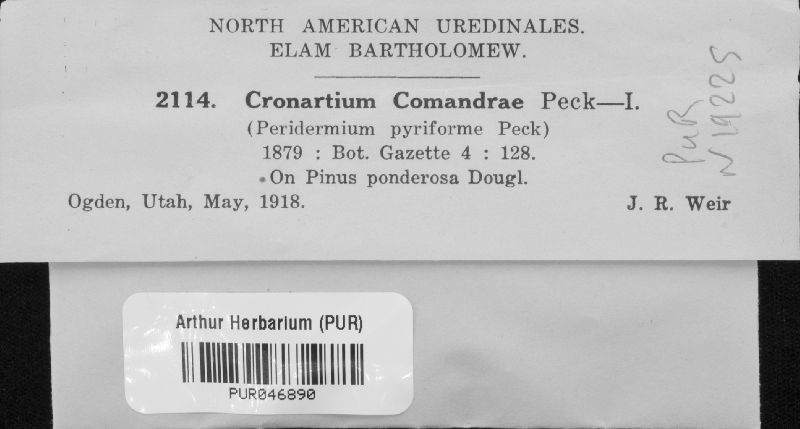 NORTH AMERICAN UREDINALES.
ELAM BARTHOLOMEW.
2114. Cronartium Comandrae Peck—I.
(Peridermium pyriforme Peck)
1879 : Bot. Gazette 4 : 128.
On Pinus ponderosa Dougl.
Ogden, Utah, May, 1918. J. R. Weir
PUR
N19225
Arthur Herbarium (PUR)
PUR046890